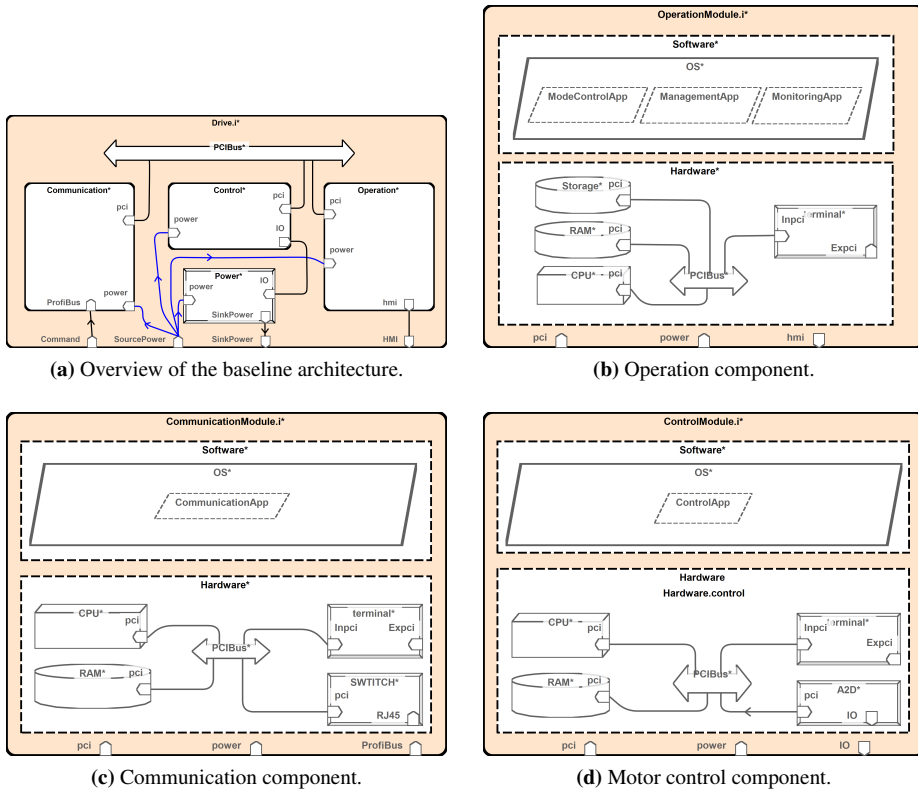 Drive.i*
PCIBus*
Communication*
Control*
Operation*
pci
pci
pci
power
IO
power
Power*
power
IO
ProfiBus
power
SinkPower
hmi
Command
SourcePower
SinkPower
HMI
(a) Overview of the baseline architecture.
OperationModule.i*
Software*
OS*
ModeControlApp
ManagementApp
MonitoringApp
Hardware*
Storage*
pci
RAM*
pci
CPU*
pci
PCIBus*
terminal*
Inpci
Expci
pci
power
hmi
(b) Operation component.
CommunicationModule.i*
Software*
OS*
CommunicationApp
Hardware*
CPU*
pci
RAM*
pci
PCIBus*
terminal*
Inpci
Expci
SWTITCH*
pci
RJ45
pci
power
ProfiBus
(c) Communication component.
ControlModule.i*
Software*
OS*
ControlApp
Hardware
Hardware.control
CPU*
pci
RAM*
pci
PCIBus*
terminal*
Inpci
Expci
A2D*
pci
IO
pci
power
IO
(d) Motor control component.